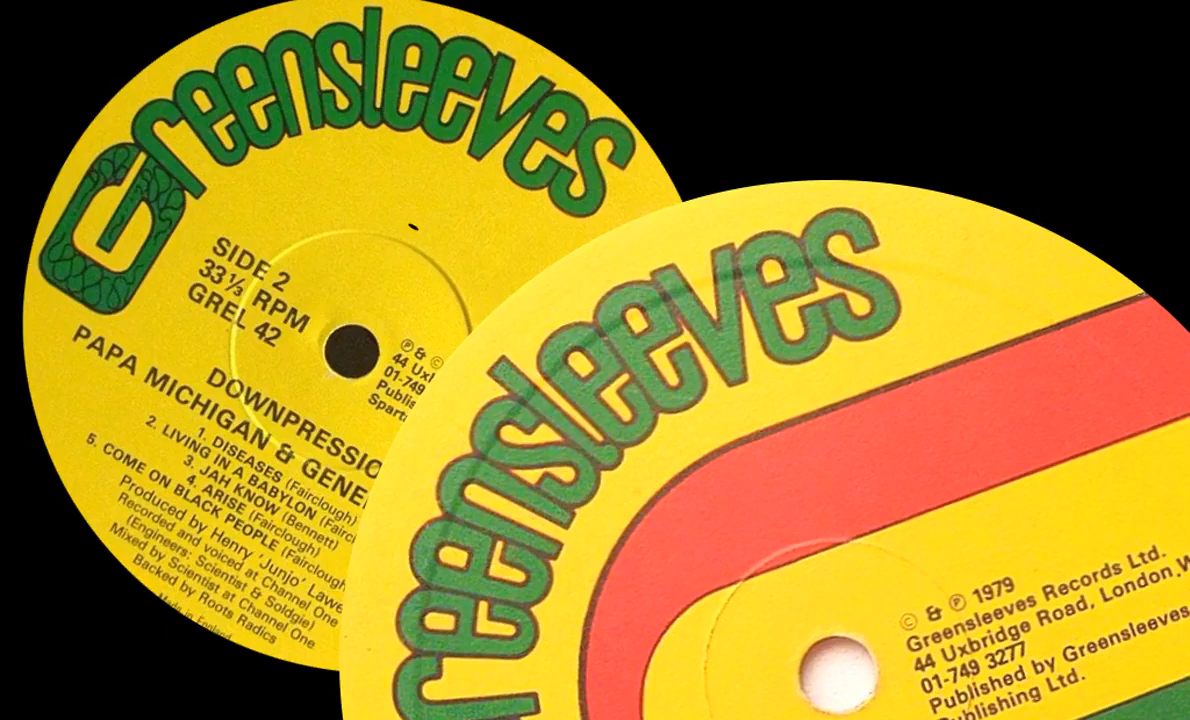 Greensleeves
SIDE 2
33⅓ RPM
GREL 42
℗ & ©
44
01-749
DOWNPRESSIO
PAPA MICHIGAN & GENE
1. DISEASES (Fairclough)
2. LIVING IN A BABYLON (Fairc
3. JAH KNOW (Bennett)
4. ARISE (Fairclough)
5. COME ON BLACK PEOPLE (Fairclough
Produced by Henry 'Junjo' Lawe
Recorded and voiced at Channel One
(Engineers: Scientist & Soldgie)
Mixed by Scientist at Channel One
Backed by Roots Radics
Made in England
reensleeves
© & ℗ 1979
Greensleeves Records Ltd.
44 Uxbridge Road, London W
01-749 3277
Published by Greensleeves
Publishing Ltd.